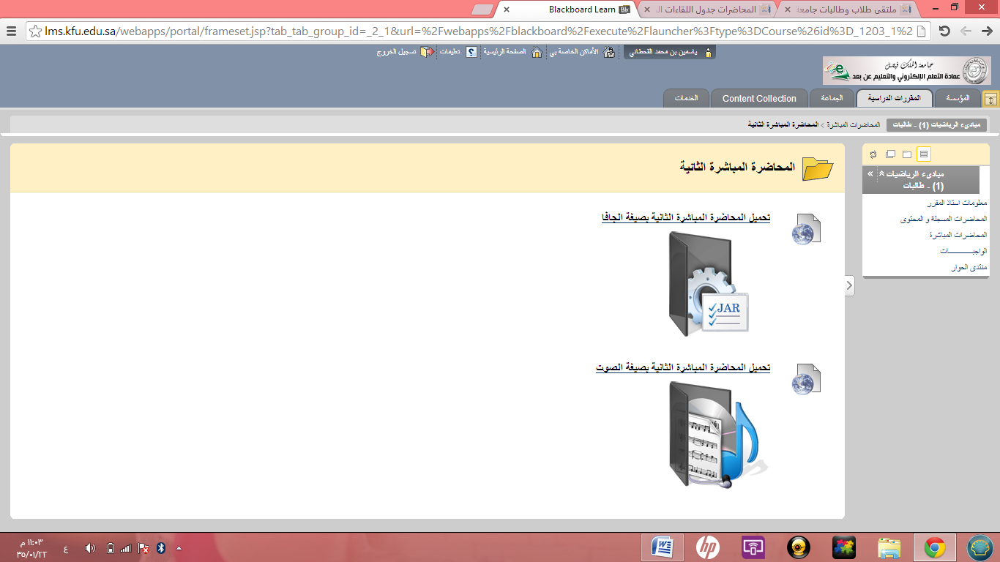 ملتقى طلاب وطالبات جامعة
المحاضرات جدول اللقاءات ال
Blackboard Learn
lms.kfu.edu.sa/webapps/portal/frameset.jsp?tab_tab_group_id=_2_1&url=%2Fwebapps%2Fblackboard%2Fexecute%2Flauncher%3Ftype%3DCourse%26id%3D_1203_1%2
ياسمين بن محمد القحطاني
الأماكن الخاصة بي
الصفحة الرئيسية
تعليمات
تسجيل الخروج
جامعة الملك فيصل
عمادة التعلم الإلكتروني والتعليم عن بعد
المؤسسة
المقررات الدراسية
الجماعة
Content Collection
الخدمات
مبادىء الرياضيات (1) ـ طالبات
المحاضرات المباشرة > المحاضرة المباشرة الثانية
مبادىء الرياضيات
(1) ـ طالبات
معلومات استاذ المقرر
المحاضرات المسجلة و المحتوى
المحاضرات المباشرة
الواجبـــــــــات
منتدى الحوار
المحاضرة المباشرة الثانية
تحميل المحاضرة المباشرة الثانية بصيغة الجافا
JAR
تحميل المحاضرة المباشرة الثانية بصيغة الصوت
hp
ع
١١:٠٣ م
٣٥/٠١/٢٢